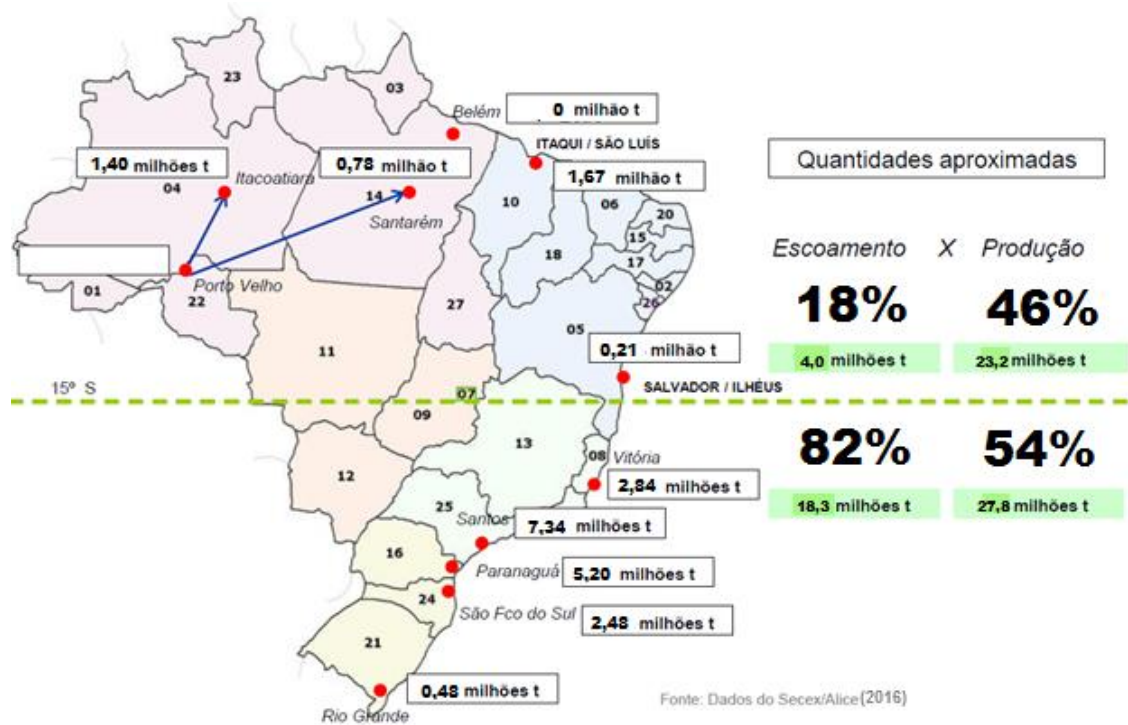 23
03
Belém
0 milhão t
ITAQUI / SÃO LUÍS
1,40 milhões t
0,78 milhão t
1,67 milhão t
Quantidades aproximadas
04
Itacoatiara
14
Santarém
10
06
20
15
17
18
02
26
Escoamento X Produção
Porto Velho
01
22
27
18%
46%
11
05
0,21 milhão t
4,0 milhões t
23,2 milhões t
15º S
07
SALVADOR / ILHÉUS
09
13
82%
54%
12
08
Vitória
2,84 milhões t
18,3 milhões t
27,8 milhões t
25
Santos
7,34 milhões t
16
Paranaguá
5,20 milhões t
24
São Fco do Sul
2,48 milhões t
21
0,48 milhões t
Rio Grande
Fonte: Dados do Secex/Alice (2016)